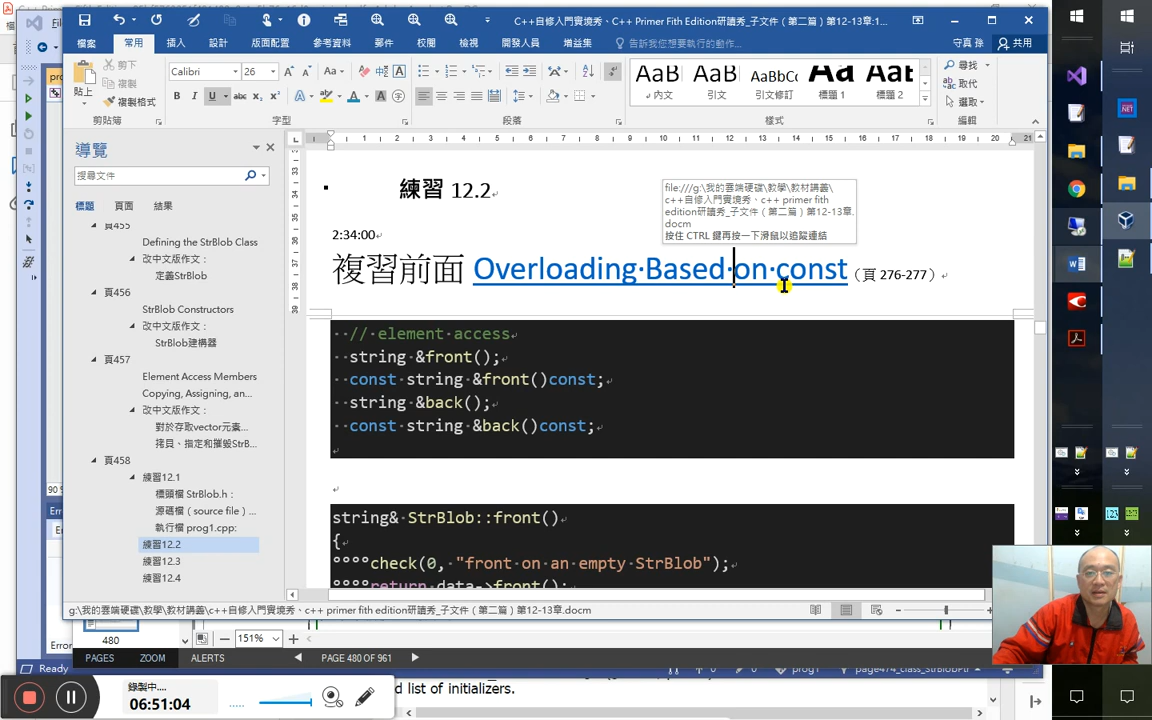 C++自修入門實境秀、C++ Primer Fith Edition研讀秀_子文件（第二篇）第12-13章:1...
檔案 常用 插入 設計 版面配置 參考資料 郵件 校閱 檢視 開發人員 增益集 告訴我您想要執行的動作... 守真 孫 共用
貼上 剪下 複製 複製格式
Calibri 26
AaB AaB AaBbCc AaB AaB
內文 引文 引文修訂 標題 1 標題 2
尋找 取代 選取
剪貼簿 字型 段落 樣式 編輯
導覽
搜尋文件
標題 頁面 結果
頁455
Defining the StrBlob Class
改中文版作文：
定義StrBlob
頁456
StrBlob Constructors
改中文版作文：
StrBlob建構器
頁457
Element Access Members
Copying, Assigning, an...
改中文版作文：
對於存取vector元素...
拷貝、指定和摧毀StrB...
頁458
練習12.1
標頭檔 StrBlob.h：
源碼檔（source file）...
執行檔 prog1.cpp:
練習12.2
練習12.3
練習12.4
練習 12.2
file:///g:\我的雲端硬碟\教學\教材講義\
c++自修入門實境秀、c++ primer fith
edition研讀秀_子文件（第二篇）第12-13章.
docm
按住 CTRL 鍵再按一下滑鼠以追蹤連結
2:34:00
複習前面 Overloading Based on const（頁 276-277）
// element access
string &front();
const string &front()const;
string &back();
const string &back()const;
string& StrBlob::front()
{
check(0, "front on an empty StrBlob");
return data->front();
g:\我的雲端硬碟\教學\教材講義\c++自修入門實境秀、c++ primer fith edition研讀秀_子文件（第二篇）第12-13章.docm
480
151%
PAGES ZOOM ALERTS PAGE 480 OF 961
Ready
錄製中....
06:51:04
d list of initializers.